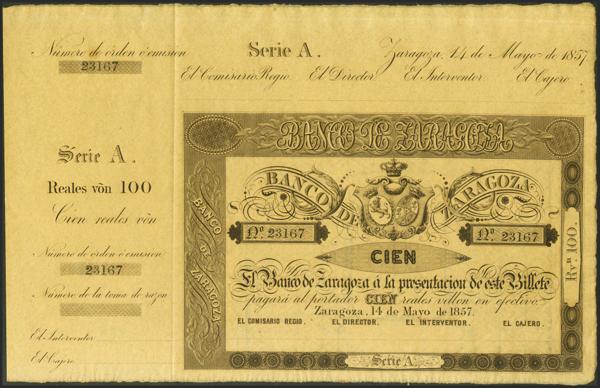 Número de orden ó emision
23167
Serie A.
Zaragoza, 14 de Mayo de 1857
El Comisario Regio El Director El Interventor El Cajero
Serie A.
Reales vōn 100
Cien reales vōn
Número de orden ó emision
23167
Número de la toma de razon
El Interventor
El Cajero
BANCO DE ZARAGOZA
BANCO DE ZARAGOZA
BANCO DE ZARAGOZA
Nº. 23167
Nº. 23167
CIEN
El Banco de Zaragoza á la presentacion de este Billete
pagará al portador CIEN reales vellon en efectivo.
Zaragoza, 14 de Mayo de 1857.
EL COMISARIO REGIO. EL DIRECTOR. EL INTERVENTOR. EL CAJERO.
Serie A.
Rvn. 100.